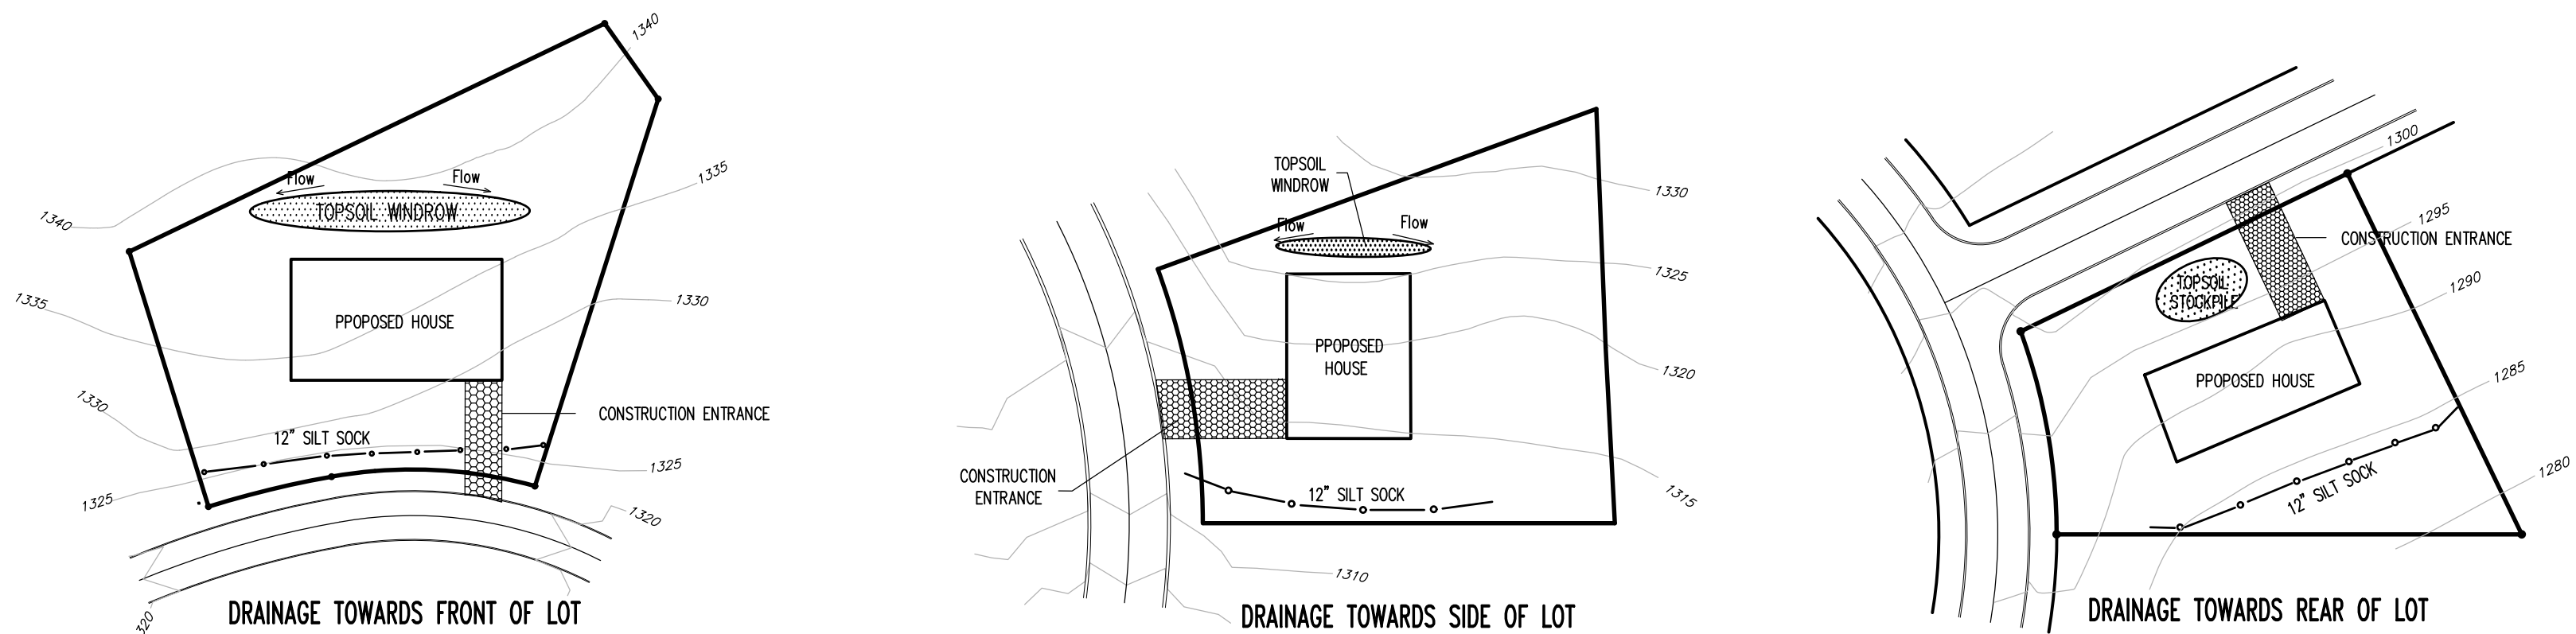 1340
Flow
Flow
TOPSOIL WINDROW
1335
1340
1335
1330
PPOPOSED HOUSE
1330
CONSTRUCTION ENTRANCE
12" SILT SOCK
1325
1325
1320
320
DRAINAGE TOWARDS FRONT OF LOT
TOPSOIL
WINDROW
1330
Flow
Flow
1325
PPOPOSED
HOUSE
1320
CONSTRUCTION
ENTRANCE
12" SILT SOCK
1315
1310
DRAINAGE TOWARDS SIDE OF LOT
1300
1295
CONSTRUCTION ENTRANCE
TOPSOIL
STOCKPILE
1290
PPOPOSED HOUSE
1285
12" SILT SOCK
1280
DRAINAGE TOWARDS REAR OF LOT